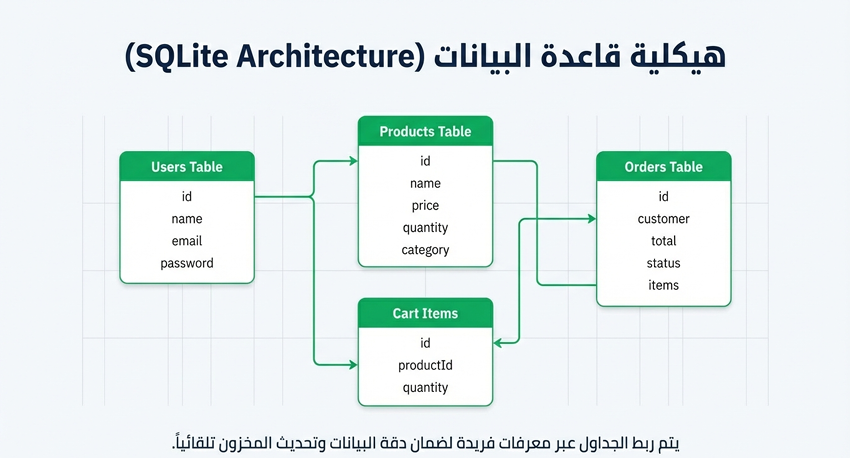 هيكلية قاعدة البيانات (SQLite Architecture)
Users Table
id
name
email
password
Products Table
id
name
price
quantity
category
Cart Items
id
productId
quantity
Orders Table
id
customer
total
status
items
يتم ربط الجداول عبر معرفات فريدة لضمان دقة البيانات وتحديث المخزون تلقائياً.